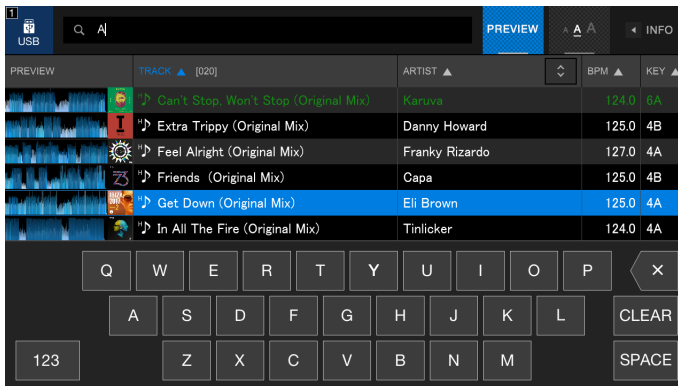 1
USB
A
PREVIEW
A A A
INFO
PREVIEW TRACK ▲ [020] ARTIST ▲ BPM ▲ KEY ▲
Can't Stop, Won't Stop (Original Mix) Karuva 124.0 6A
Extra Trippy (Original Mix) Danny Howard 125.0 4B
Feel Alright (Original Mix) Franky Rizardo 127.0 4A
Friends (Original Mix) Capa 125.0 4B
Get Down (Original Mix) Eli Brown 125.0 4A
In All The Fire (Original Mix) Tinlicker 124.0 4A
Q W E R T Y U I O P ×
A S D F G H J K L CLEAR
123 Z X C V B N M SPACE